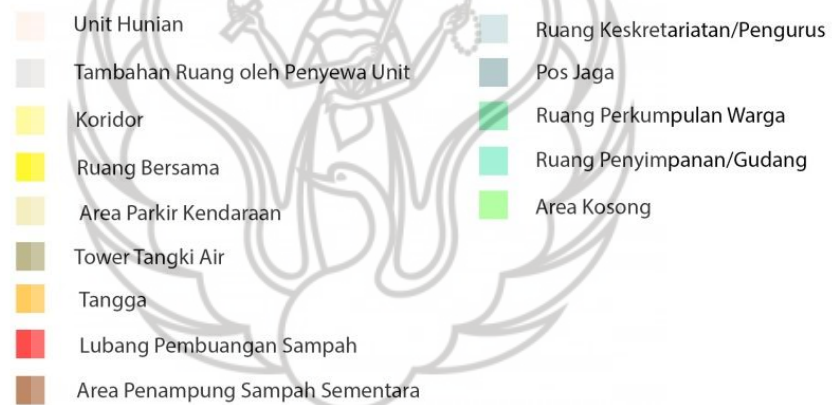 Unit Hunian
Tambahan Ruang oleh Penyewa Unit
Koridor
Ruang Bersama
Area Parkir Kendaraan
Tower Tangki Air
Tangga
Lubang Pembuangan Sampah
Area Penampung Sampah Sementara
Ruang Keskretariatan/Pengurus
Pos Jaga
Ruang Perkumpulan Warga
Ruang Penyimpanan/Gudang
Area Kosong